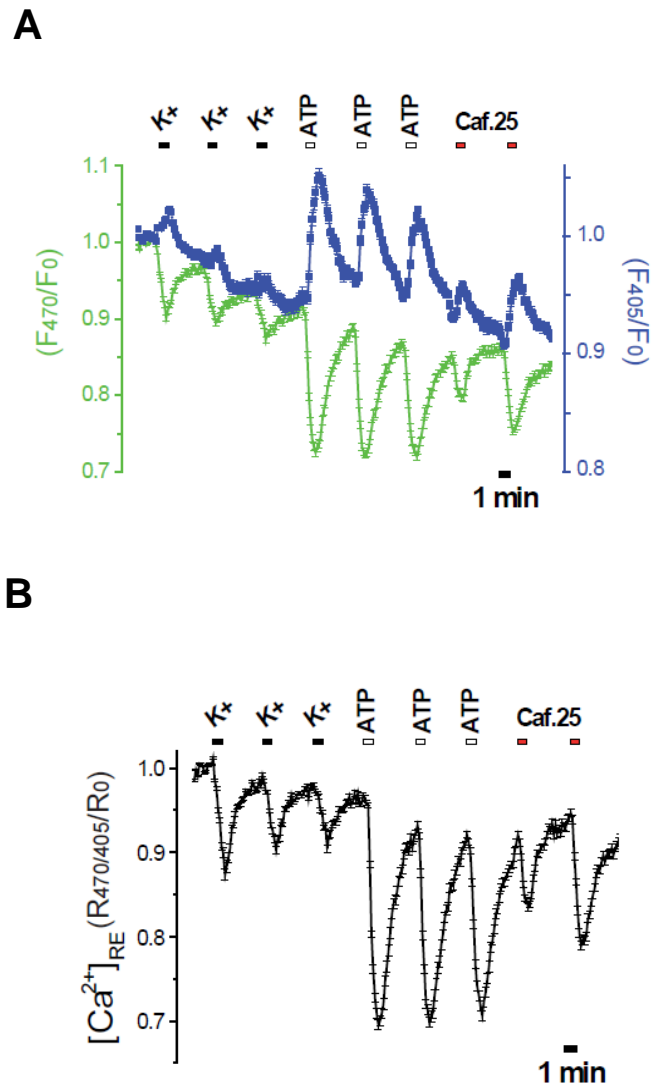 A
K+ K+ K+ ATP ATP ATP Caf.25
1.1
1.0
0.9
0.8
0.7
(F470/F0)
1.0
0.9
0.8
(F405/F0)
1 min
B
K+ K+ K+ ATP ATP ATP Caf.25
1.0
0.9
0.8
0.7
[Ca2+]RE (R470/405/R0)
1 min